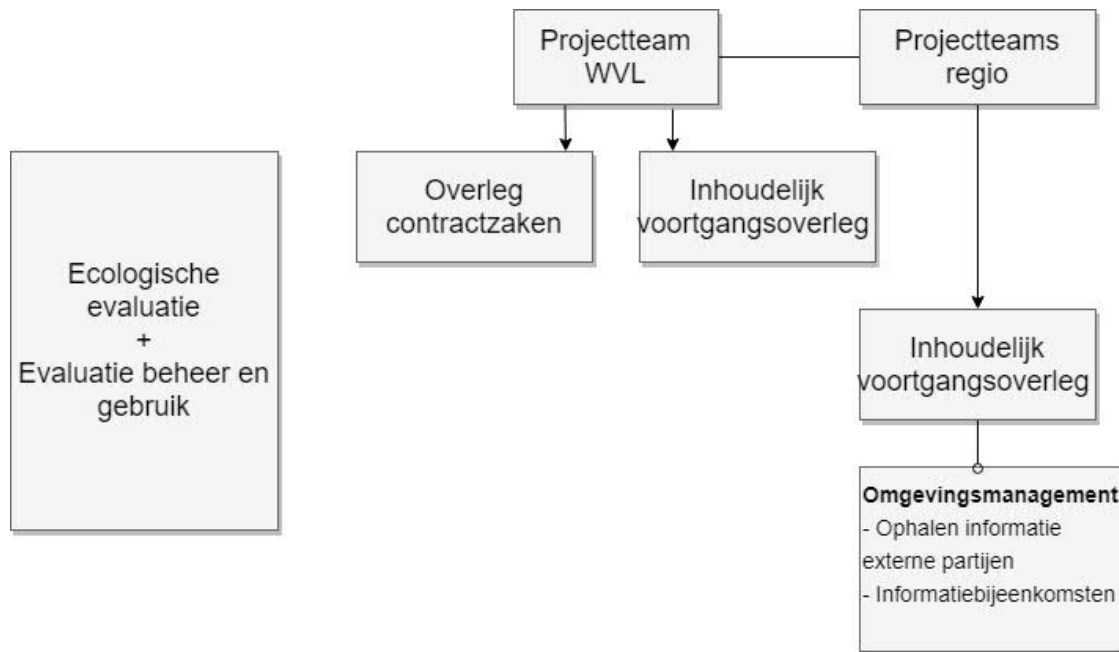 Projectteam
WVL
Projectteams
regio
Overleg
contractzaken
Inhoudelijk
voortgangsoverleg
Ecologische
evaluatie
+
Evaluatie beheer en
gebruik
Inhoudelijk
voortgangsoverleg
Omgevingsmanagement
- Ophalen informatie
externe partijen
- Informatiebijeenkomsten